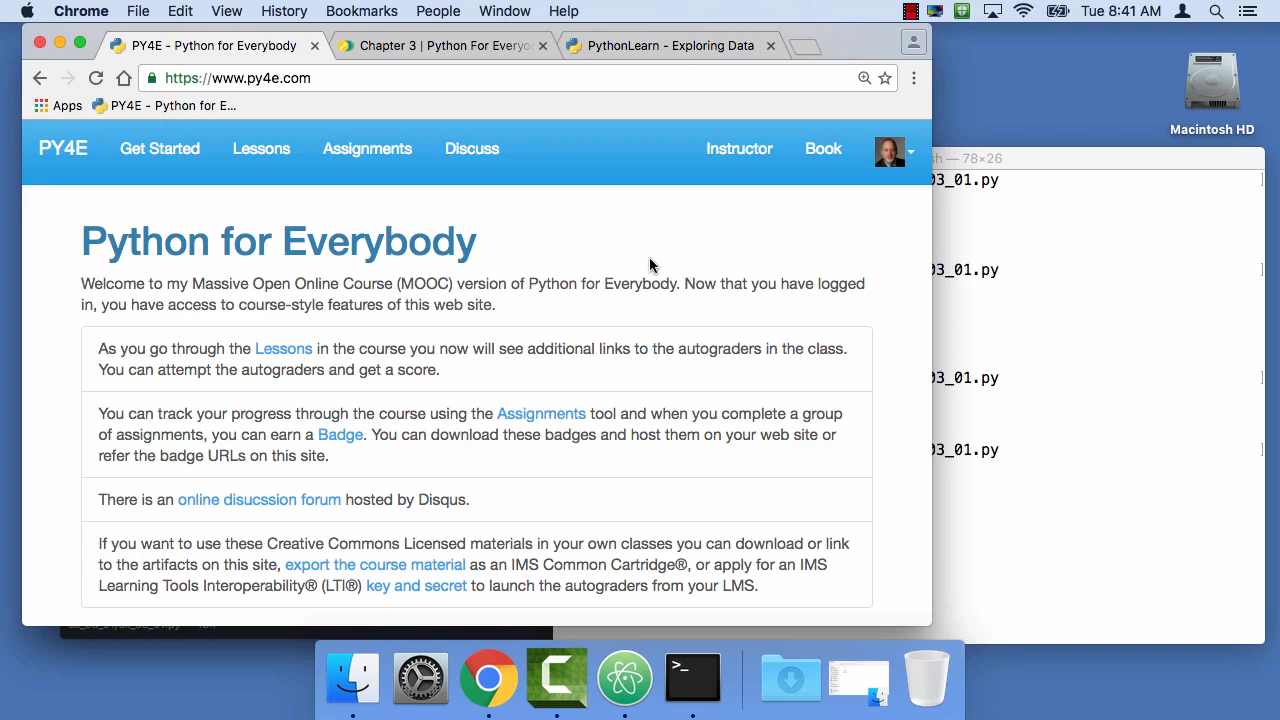 Chrome File Edit View History Bookmarks People Window Help Tue 8:41 AM
PY4E - Python for Everybody Chapter 3 | Python For Everyo PythonLearn - Exploring Data
https://www.py4e.com
Apps PY4E - Python for E...
Macintosh HD
PY4E Get Started Lessons Assignments Discuss Instructor Book
sh — 78×26
03_01.py
Python for Everybody
03_01.py
Welcome to my Massive Open Online Course (MOOC) version of Python for Everybody. Now that you have logged
in, you have access to course-style features of this web site.
As you go through the Lessons in the course you now will see additional links to the autograders in the class.
You can attempt the autograders and get a score.
03_01.py
You can track your progress through the course using the Assignments tool and when you complete a group
of assignments, you can earn a Badge. You can download these badges and host them on your web site or
refer the badge URLs on this site.
03_01.py
There is an online disucssion forum hosted by Disqus.
If you want to use these Creative Commons Licensed materials in your own classes you can download or link
to the artifacts on this site, export the course material as an IMS Common Cartridge®, or apply for an IMS
Learning Tools Interoperability® (LTI®) key and secret to launch the autograders from your LMS.